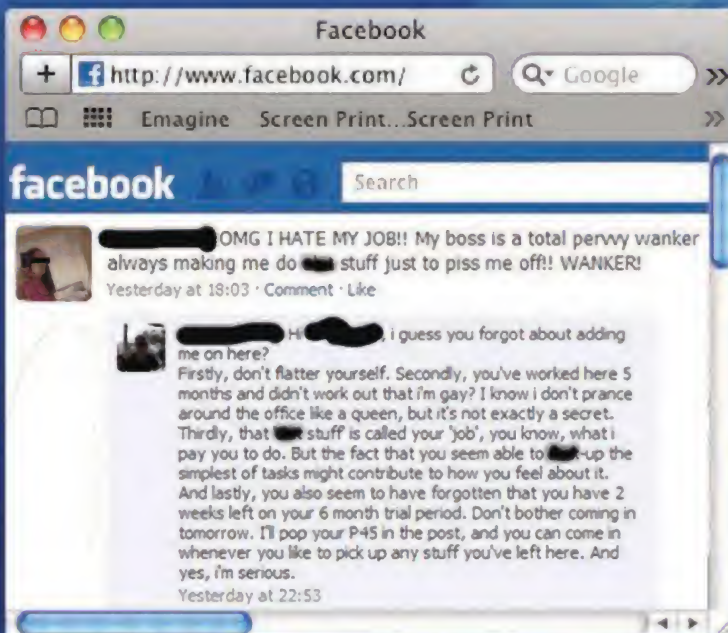 Facebook
http://www.facebook.com/
Google
Emagine Screen Print...Screen Print
facebook
Search
OMG I HATE MY JOB!! My boss is a total pervvy wanker
always making me do stuff just to piss me off!! WANKER!
Yesterday at 18:03 · Comment · Like
Hi , i guess you forgot about adding
me on here?
Firstly, don't flatter yourself. Secondly, you've worked here 5
months and didn't work out that i'm gay? I know i don't prance
around the office like a queen, but it's not exactly a secret.
Thirdly, that stuff is called your 'job', you know, what i
pay you to do. But the fact that you seem able to -up the
simplest of tasks might contribute to how you feel about it.
And lastly, you also seem to have forgotten that you have 2
weeks left on your 6 month trial period. Don't bother coming in
tomorrow. I'll pop your P45 in the post, and you can come in
whenever you like to pick up any stuff you've left here. And
yes, i'm serious.
Yesterday at 22:53